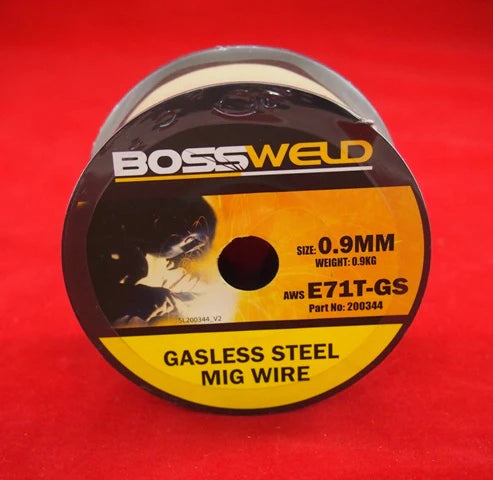 BOSSWELD
SIZE: 0.9MM
WEIGHT: 0.9KG
AWS E71T-GS
Part No: 200344
SL200344_V2
GASLESS STEEL
MIG WIRE